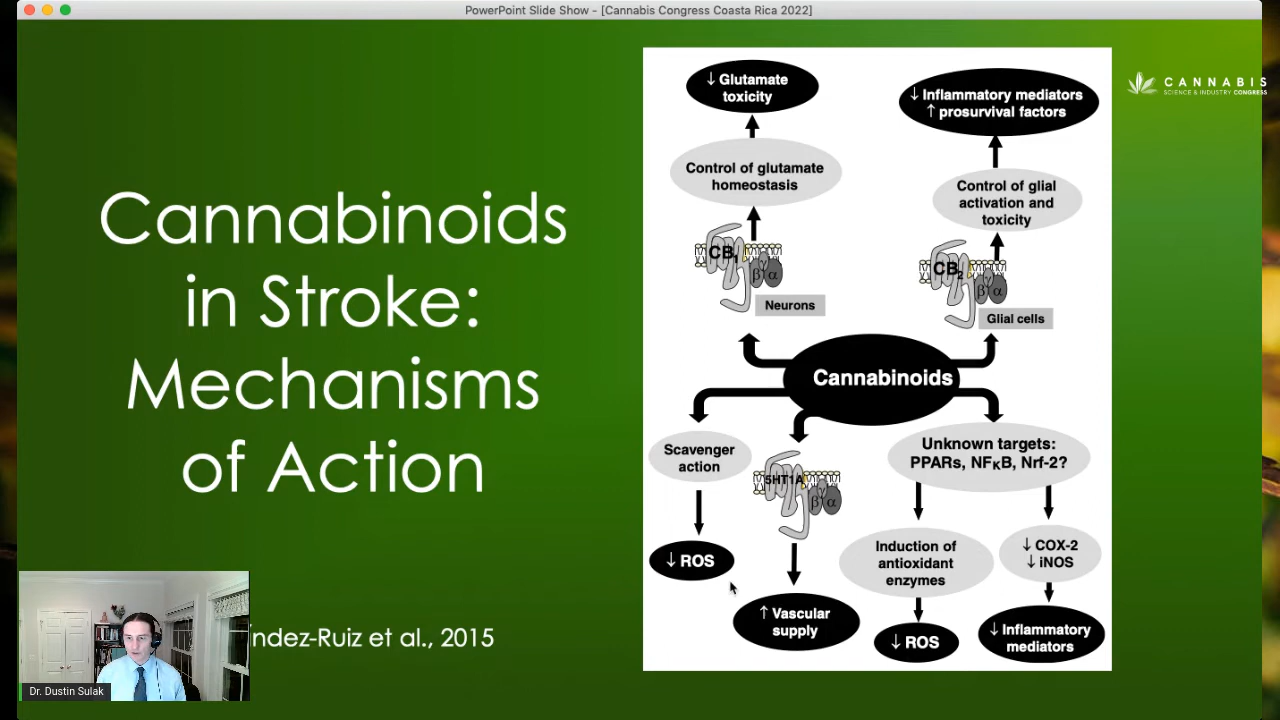 PowerPoint Slide Show - [Cannabis Congress Coasta Rica 2022]
CANNABIS
SCIENCE & INDUSTRY CONGRESS
Cannabinoids
in Stroke:
Mechanisms
of Action
ndez-Ruiz et al., 2015
Dr. Dustin Sulak
↓ Glutamate
toxicity
↓ Inflammatory mediators
↑ prosurvival factors
Control of glutamate
homeostasis
Control of glial
activation and
toxicity
CB1
β γ α
Neurons
CB2
β γ α
Glial cells
Cannabinoids
Scavenger
action
↓ ROS
5HT1A
β γ α
↑ Vascular
supply
Unknown targets:
PPARs, NFκB, Nrf-2?
Induction of
antioxidant
enzymes
↓ ROS
↓ COX-2
↓ iNOS
↓ Inflammatory
mediators